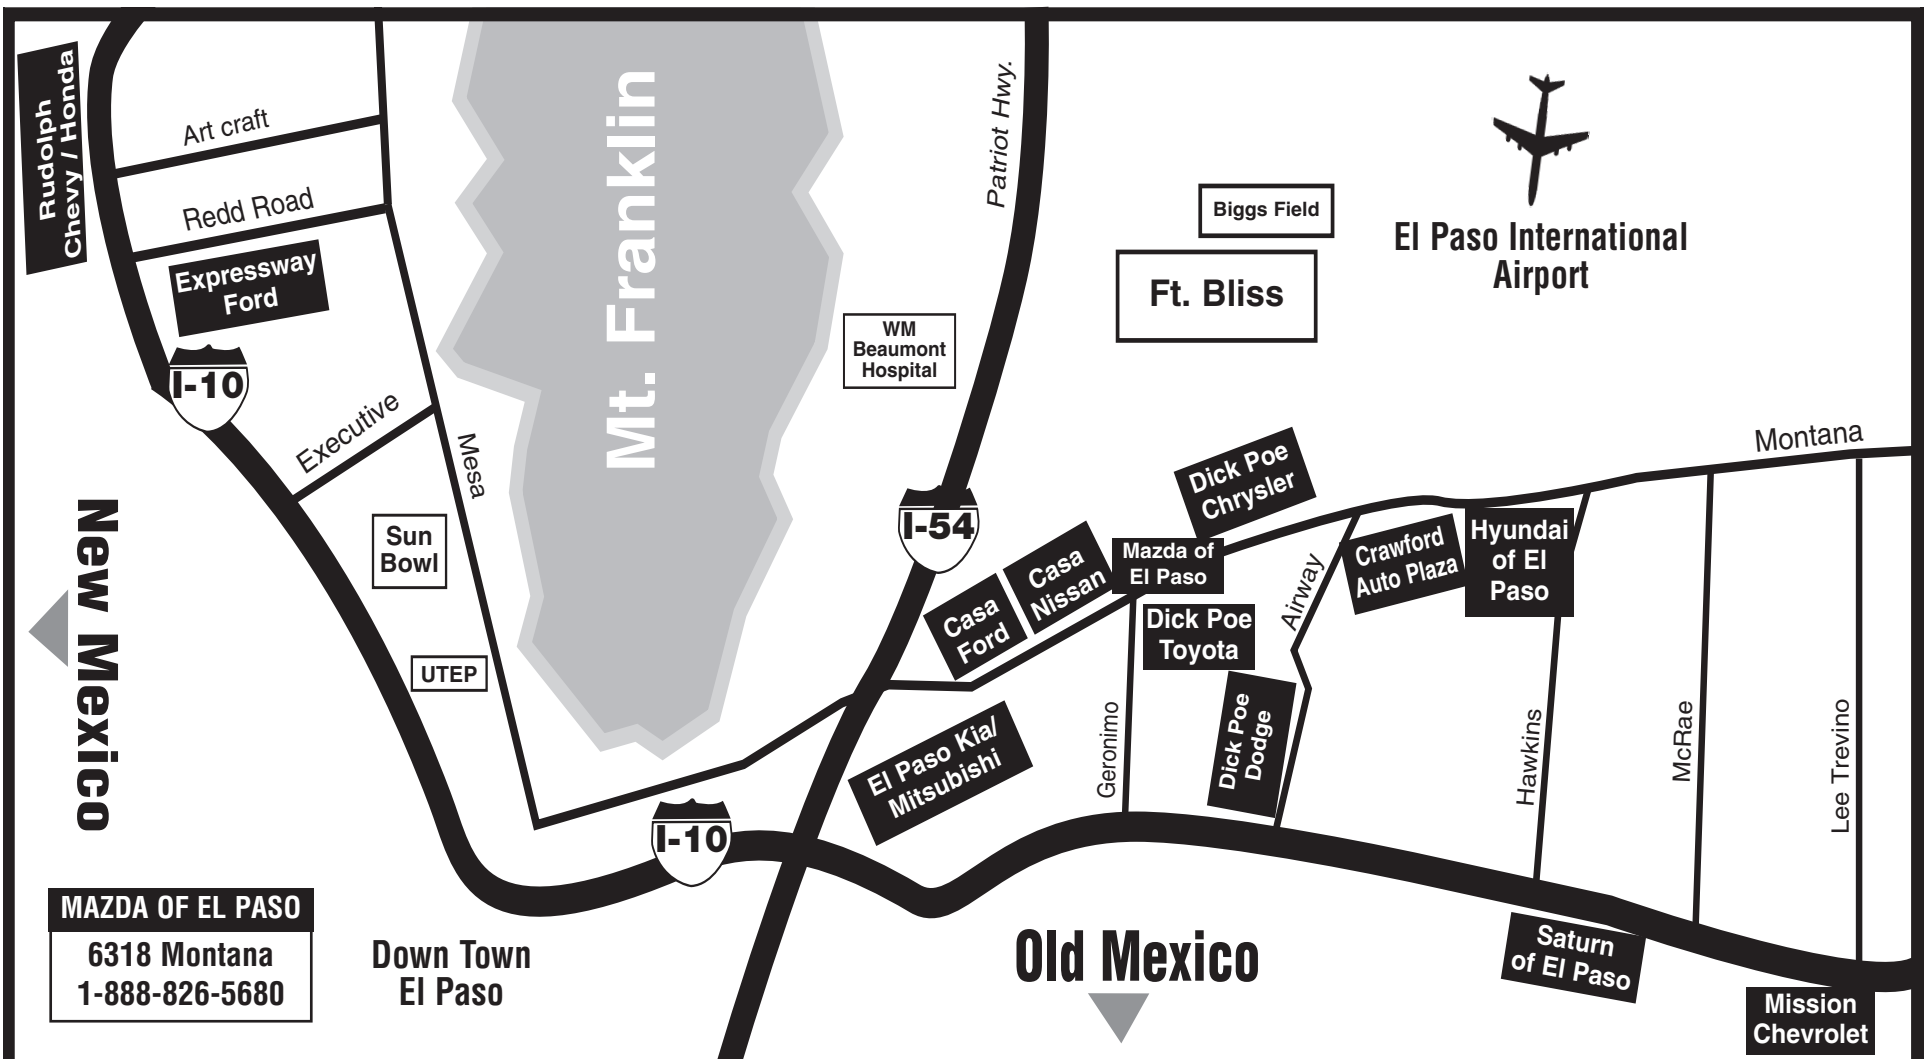 Rudolph
Chevy / Honda
Art craft
Redd Road
Expressway
Ford
I-10
Executive
Mesa
Sun
Bowl
UTEP
New Mexico
Mt. Franklin
WM
Beaumont
Hospital
Patriot Hwy.
I-54
Biggs Field
Ft. Bliss
El Paso International
Airport
Montana
Dick Poe
Chrysler
Casa
Ford
Casa
Nissan
Mazda of
El Paso
Dick Poe
Toyota
Airway
Crawford
Auto Plaza
Hyundai
of El
Paso
El Paso Kia/
Mitsubishi
Geronimo
Dick Poe
Dodge
Hawkins
McRae
Lee Trevino
I-10
MAZDA OF EL PASO
6318 Montana
1-888-826-5680
Down Town
El Paso
Old Mexico
Saturn
of El Paso
Mission
Chevrolet